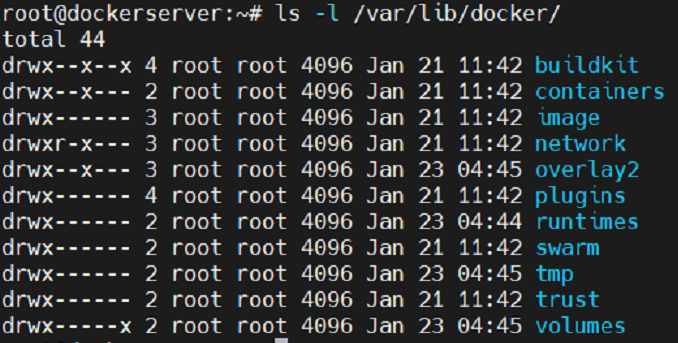 root@dockerserver:~# ls -l /var/lib/docker/
total 44
drwx--x--x 4 root root 4096 Jan 21 11:42 buildkit
drwx--x--- 2 root root 4096 Jan 21 11:42 containers
drwx------ 3 root root 4096 Jan 21 11:42 image
drwxr-x--- 3 root root 4096 Jan 21 11:42 network
drwx--x--- 3 root root 4096 Jan 23 04:45 overlay2
drwx------ 4 root root 4096 Jan 21 11:42 plugins
drwx------ 2 root root 4096 Jan 23 04:44 runtimes
drwx------ 2 root root 4096 Jan 21 11:42 swarm
drwx------ 2 root root 4096 Jan 23 04:45 tmp
drwx------ 2 root root 4096 Jan 21 11:42 trust
drwx-----x 2 root root 4096 Jan 23 04:45 volumes